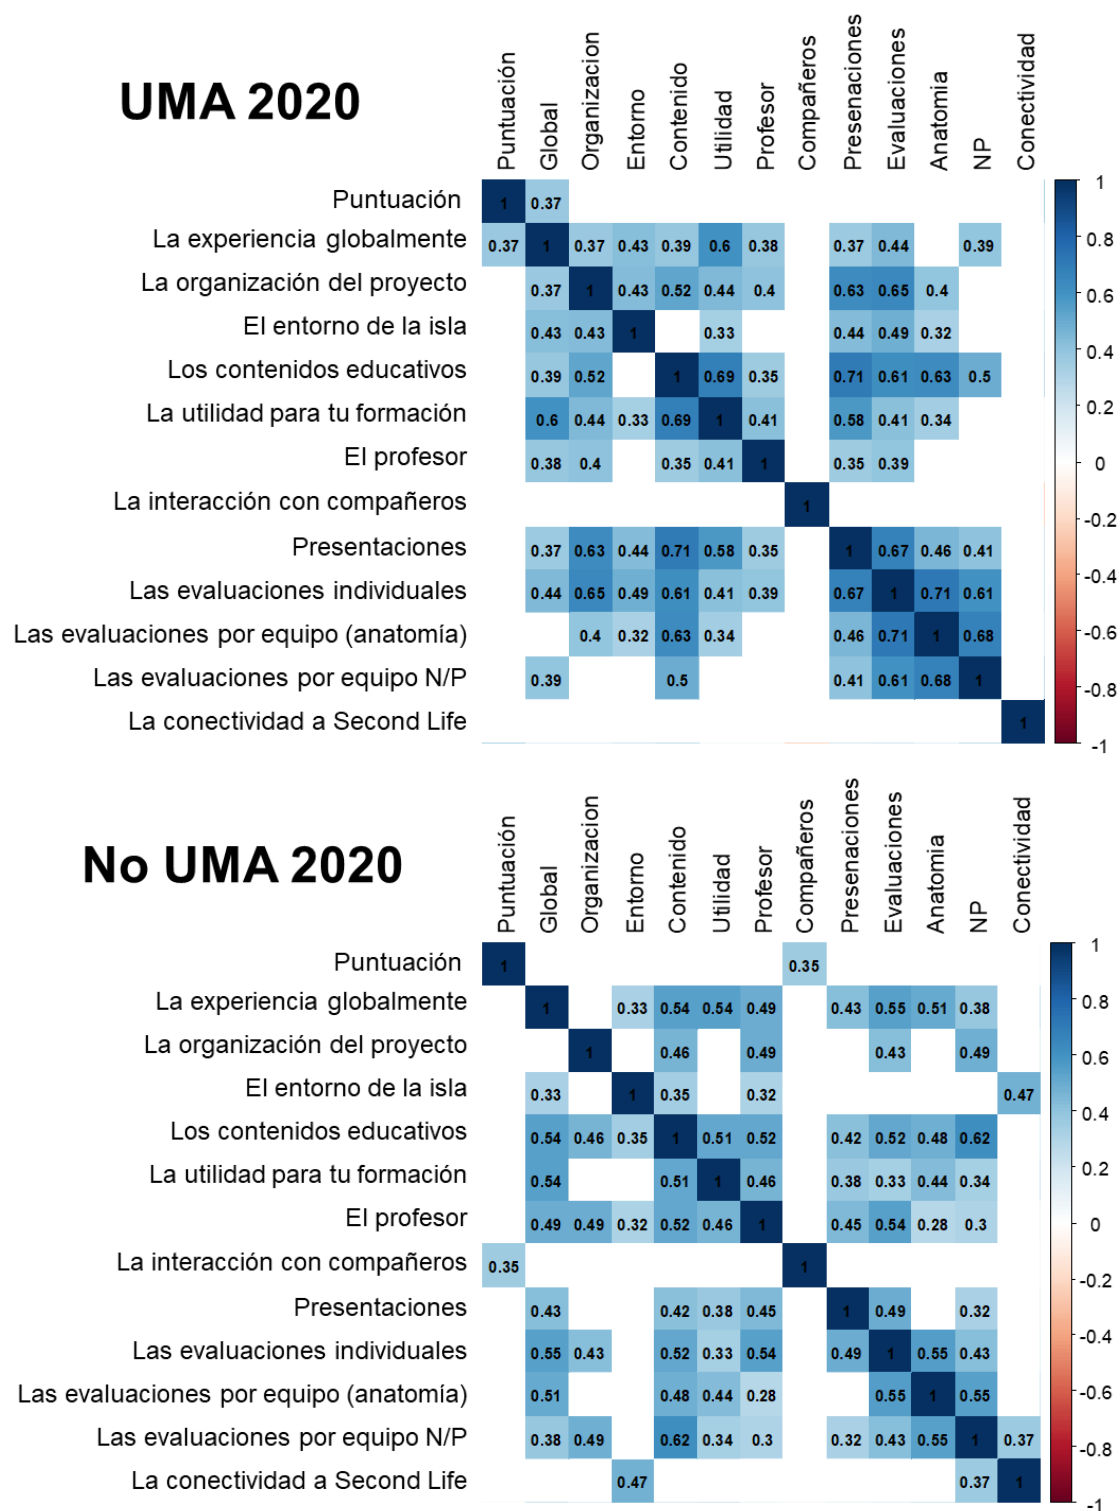 UMA 2020
Puntuación Global Organizacion Entorno Contenido Utilidad Profesor Compañeros Presenaciones Evaluaciones Anatomia NP Conectividad
Puntuación 1 0.37
La experiencia globalmente 0.37 1 0.37 0.43 0.39 0.6 0.38 0.37 0.44 0.39
La organización del proyecto 0.37 1 0.43 0.52 0.44 0.4 0.63 0.65 0.4
El entorno de la isla 0.43 0.43 1 0.33 0.44 0.49 0.32
Los contenidos educativos 0.39 0.52 1 0.69 0.35 0.71 0.61 0.63 0.5
La utilidad para tu formación 0.6 0.44 0.33 0.69 1 0.41 0.58 0.41 0.34
El profesor 0.38 0.4 0.35 0.41 1 0.35 0.39
La interacción con compañeros 1
Presentaciones 0.37 0.63 0.44 0.71 0.58 0.35 1 0.67 0.46 0.41
Las evaluaciones individuales 0.44 0.65 0.49 0.61 0.41 0.39 0.67 1 0.71 0.61
Las evaluaciones por equipo (anatomía) 0.4 0.32 0.63 0.34 0.46 0.71 1 0.68
Las evaluaciones por equipo N/P 0.39 0.5 0.41 0.61 0.68 1
La conectividad a Second Life 1
1
0.8
0.6
0.4
0.2
0
-0.2
-0.4
-0.6
-0.8
-1
No UMA 2020
Puntuación Global Organizacion Entorno Contenido Utilidad Profesor Compañeros Presenaciones Evaluaciones Anatomia NP Conectividad
Puntuación 1 0.35
La experiencia globalmente 1 0.33 0.54 0.54 0.49 0.43 0.55 0.51 0.38
La organización del proyecto 1 0.46 0.49 0.43 0.49
El entorno de la isla 0.33 1 0.35 0.32 0.47
Los contenidos educativos 0.54 0.46 0.35 1 0.51 0.52 0.42 0.52 0.48 0.62
La utilidad para tu formación 0.54 0.51 1 0.46 0.38 0.33 0.44 0.34
El profesor 0.49 0.49 0.32 0.52 0.46 1 0.45 0.54 0.28 0.3
La interacción con compañeros 0.35 1
Presentaciones 0.43 0.42 0.38 0.45 1 0.49 0.32
Las evaluaciones individuales 0.55 0.43 0.52 0.33 0.54 0.49 1 0.55 0.43
Las evaluaciones por equipo (anatomía) 0.51 0.48 0.44 0.28 0.55 1 0.55
Las evaluaciones por equipo N/P 0.38 0.49 0.62 0.34 0.3 0.32 0.43 0.55 1 0.37
La conectividad a Second Life 0.47 0.37 1
1
0.8
0.6
0.4
0.2
0
-0.2
-0.4
-0.6
-0.8
-1